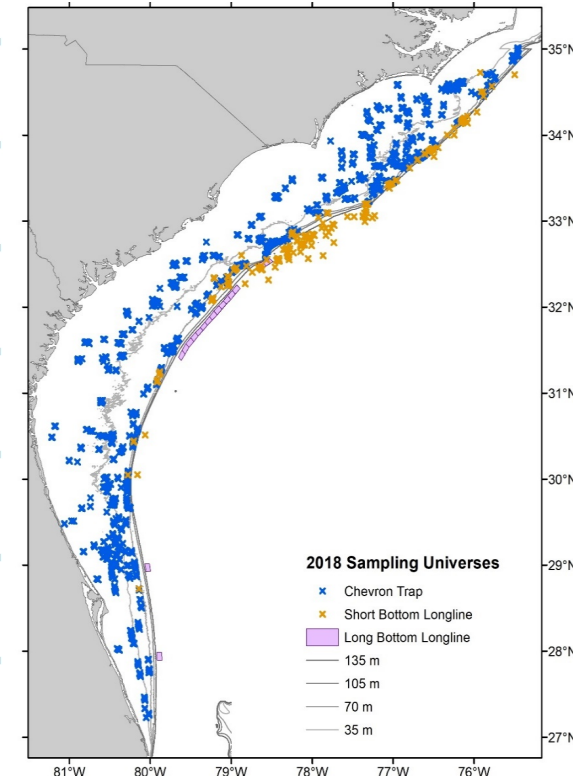 35°N
34°N
33°N
32°N
31°N
30°N
29°N
2018 Sampling Universes
Chevron Trap
Short Bottom Longline
Long Bottom Longline
28°N
135 m
105 m
70 m
35 m
27°N
81°W 80°W 79°W 78°W 77°W 76°W